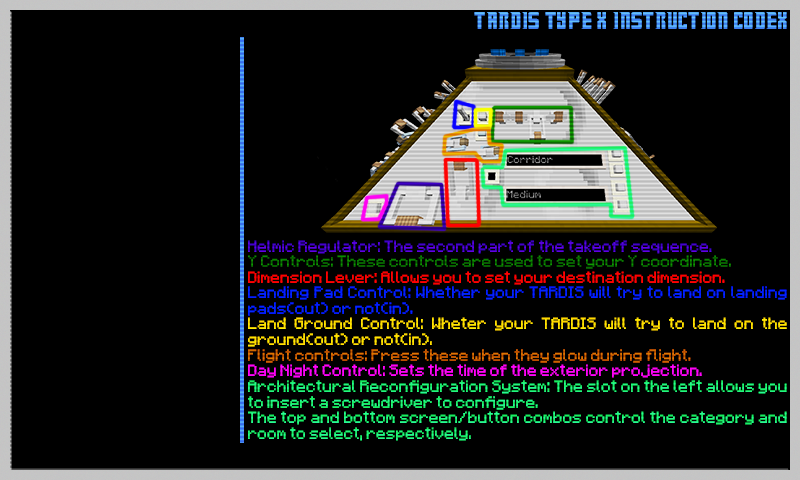 TARDIS TYPE X INSTRUCTION CODEX
Corridor
Medium
Helmic Regulator: The second part of the takeoff sequence.
Y Controls: These controls are used to set your Y coordinate.
Dimension Lever: Allows you to set your destination dimension.
Landing Pad Control: Whether your TARDIS will try to land on landing
pads(out) or not(in).
Land Ground Control: Wheter your TARDIS will try to land on the
ground(out) or not(in).
Flight controls: Press these when they glow during flight.
Day Night Control: Sets the time of the exterior projection.
Architectural Reconfiguration System: The slot on the left allows you
to insert a screwdriver to configure.
The top and bottom screen/button combos control the category and
room to select, respectively.